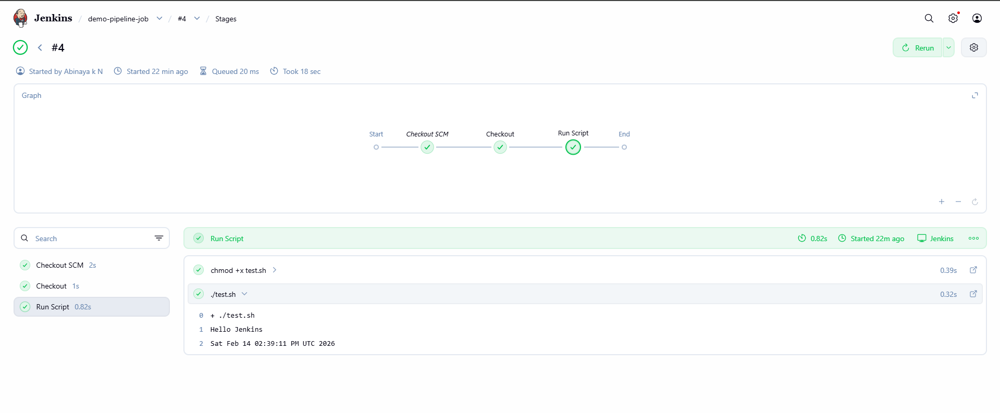 Jenkins / demo-pipeline-job / #4 / Stages
#4
Rerun
Started by Abinaya k N Started 22 min ago Queued 20 ms Took 18 sec
Graph
Start Checkout SCM Checkout Run Script End
Search
Checkout SCM 2s
Checkout 1s
Run Script 0.82s
Run Script 0.82s Started 22m ago Jenkins
chmod +x test.sh 0.39s
./test.sh 0.32s
0 + ./test.sh
1 Hello Jenkins
2 Sat Feb 14 02:39:11 PM UTC 2026